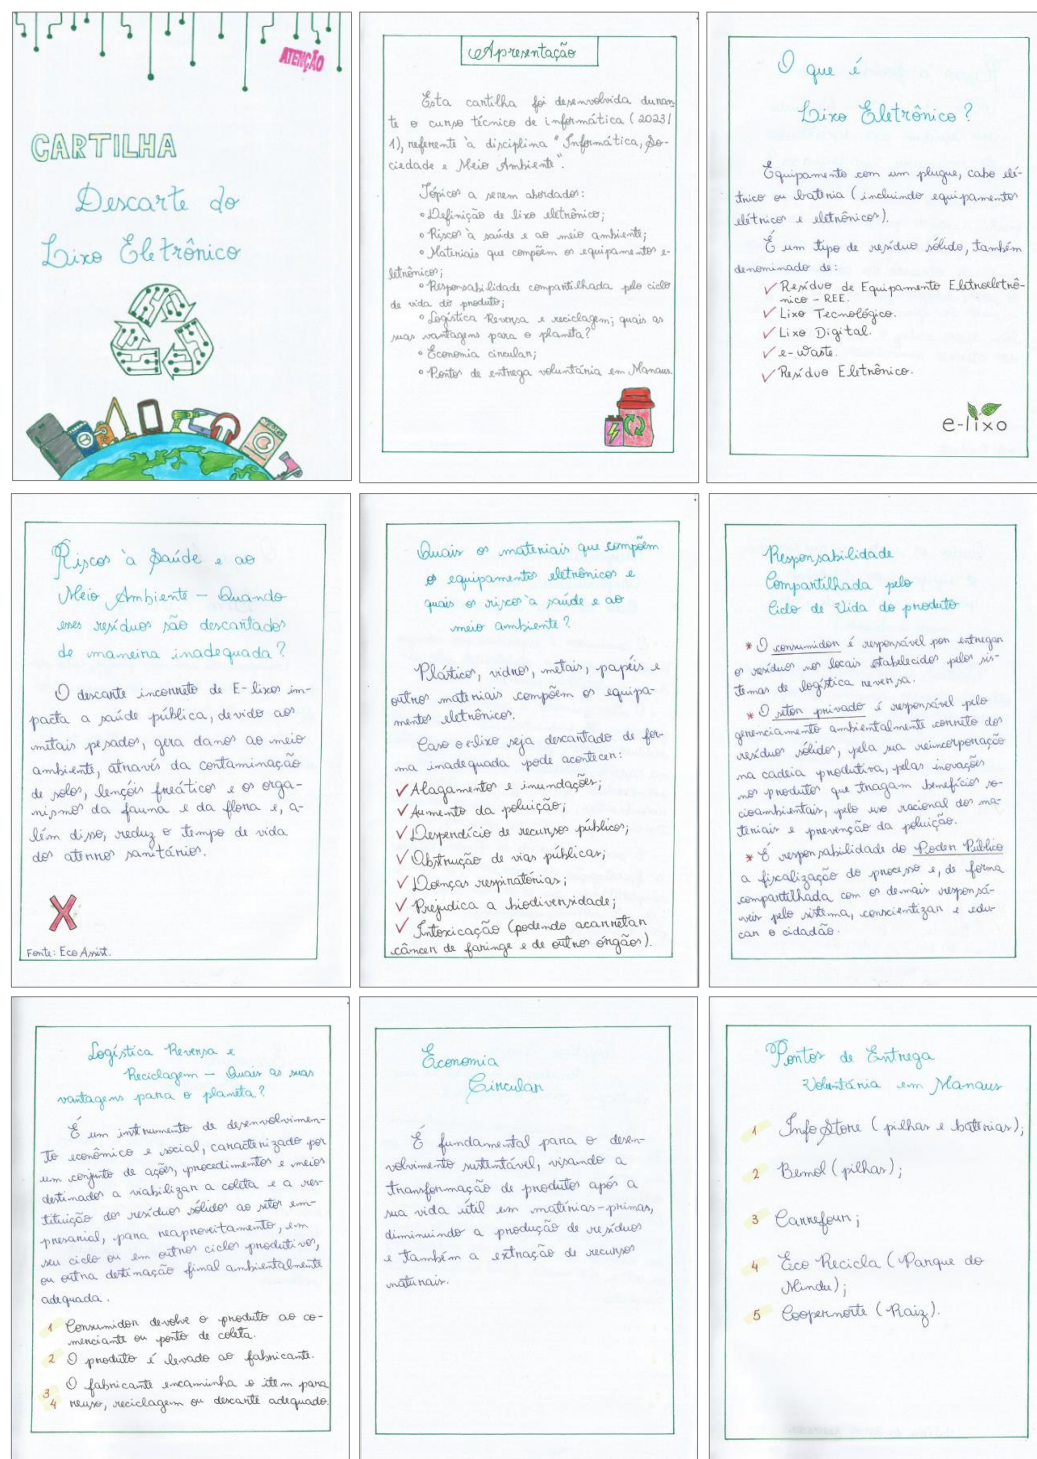 ATENÇÃO
CARTILHA
Descarte do
Lixo Eletrônico
Apresentação
Esta cartilha foi desenvolvida duran
te o curso técnico de informática (2023/
1), referente à disciplina "Informática, So-
ciedade e Meio Ambiente".
Tópicos a serem abordados:
• Definição de lixo eletrônico;
• Riscos à saúde e ao meio ambiente;
• Materiais que compõem os equipamentos e-
letrônicos;
• Responsabilidade compartilhada pelo ciclo
de vida do produto;
• Logística Reversa e reciclagem; quais as
suas vantagens para o planeta?
• Economia circular;
• Pontos de entrega voluntária em Manaus
O que é
Lixo Eletrônico?
Equipamento com um plugue, cabo elé-
trico ou bateria (incluindo equipamentos
elétricos e eletrônicos).
É um tipo de resíduo sólido, também
denominado de:
✓ Resíduo de Equipamento Eletroeletrô-
nico - REE.
✓ Lixo Tecnológico.
✓ Lixo Digital.
✓ e-waste.
✓ Resíduo Eletrônico.
e-lixo
Riscos à Saúde e ao
Meio Ambiente - Quando
esses resíduos são descartados
de maneira inadequada?
O descarte incorreto de E-lixos im-
pacta a saúde pública, devido aos
metais pesados, gera danos ao meio
ambiente, através da contaminação
de solos, lençóis freáticos e os orga-
nismos da fauna e da flora e, a-
lém disso, reduz o tempo de vida
dos aterros sanitários.
Fonte: Eco Assist.
Quais os materiais que compõem
os equipamentos eletrônicos e
quais os riscos à saúde e ao
meio ambiente?
Plásticos, vidros, metais, papéis e
outros materiais compõem os equipa-
mentos eletrônicos.
Caso o e-lixo seja descartado de for-
ma inadequada pode acontecer:
✓ Alagamentos e inundações;
✓ Aumento da poluição;
✓ Dispendício de recursos públicos;
✓ Obstrução de vias públicas;
✓ Doenças respiratórias;
✓ Prejudica a biodiversidade;
✓ Intoxicação (podendo acarretar
câncer de faringe e de outros órgãos).
Responsabilidade
Compartilhada pelo
Ciclo de Vida do produto
* O consumidor é responsável por entregar
os resíduos nos locais estabelecidos pelos sis-
temas de logística reversa.
* O setor privado é responsável pelo
gerenciamento ambientalmente correto dos
resíduos sólidos, pela sua reincorporação
na cadeia produtiva, pelas inovações
nos produtos que tragam benefícios so-
cioambientais, pelo uso racional dos ma-
teriais e prevenção da poluição.
* É responsabilidade do Poder Público
a fiscalização do processo e, de forma
compartilhada com os demais responsá-
veis pelo sistema, conscientizar e edu-
car o cidadão.
Logística Reversa e
Reciclagem - Quais as suas
vantagens para o planeta?
É um instrumento de desenvolvimen-
to econômico e social, caracterizado por
um conjunto de ações, procedimentos e meios
destinados a viabilizar a coleta e a res-
tituição dos resíduos sólidos ao setor em-
presarial, para reaproveitamento, em
seu ciclo ou em outros ciclos produtivos,
ou outra destinação final ambientalmente
adequada.
1 Consumidor devolve o produto ao co-
merciante ou ponto de coleta.
2 O produto é levado ao fabricante.
3 O fabricante encaminha o item para
4 reuso, reciclagem ou descarte adequado.
Economia
Circular
É fundamental para o desen-
volvimento sustentável, visando a
transformação de produtos após a
sua vida útil em matérias-primas,
diminuindo a produção de resíduos
e também a extração de recursos
naturais.
Pontos de Entrega
Voluntária em Manaus
1 InfoStore (pilhas e baterias);
2 Bemol (pilhas);
3 Carrefour;
4 Eco Recicla (Parque do
Mindu);
5 Coopernorte (Raiz).